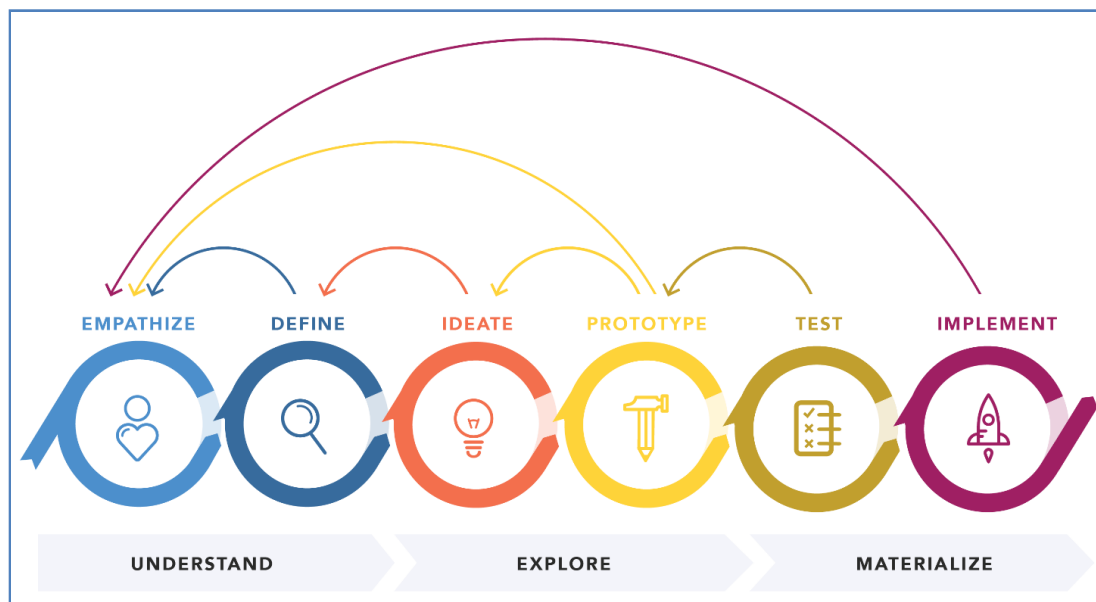 EMPATHIZE
DEFINE
IDEATE
PROTOTYPE
TEST
IMPLEMENT
UNDERSTAND
EXPLORE
MATERIALIZE